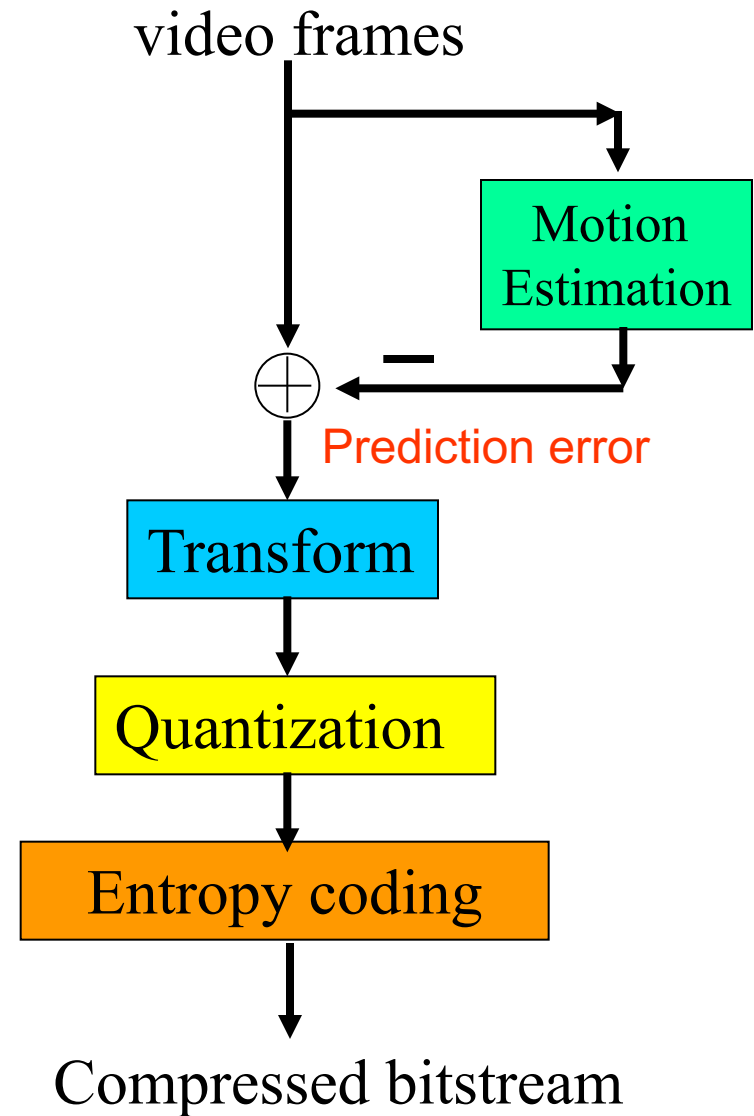 video frames
Motion
Estimation
Prediction error
Transform
Quantization
Entropy coding
Compressed bitstream